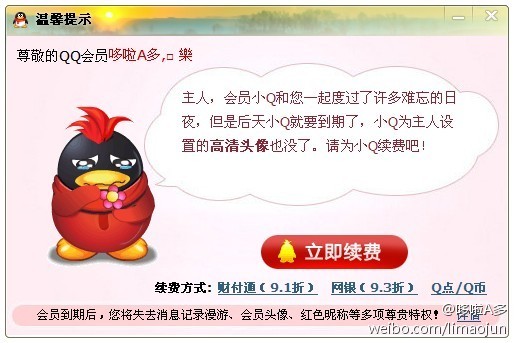 温馨提示
尊敬的QQ会员哆啦A多,□ 樂
主人，会员小Q和您一起度过了许多难忘的日
夜，但是后天小Q就要到期了，小Q为主人设
置的高清头像也没了。请为小Q续费吧！
立即续费
续费方式：财付通（9.1折） 网银（9.3折） Q点/Q币
会员到期后，您将失去消息记录漫游、会员头像、红色昵称等多项尊贵特权！
@哆啦A多
weibo.com/limaojun